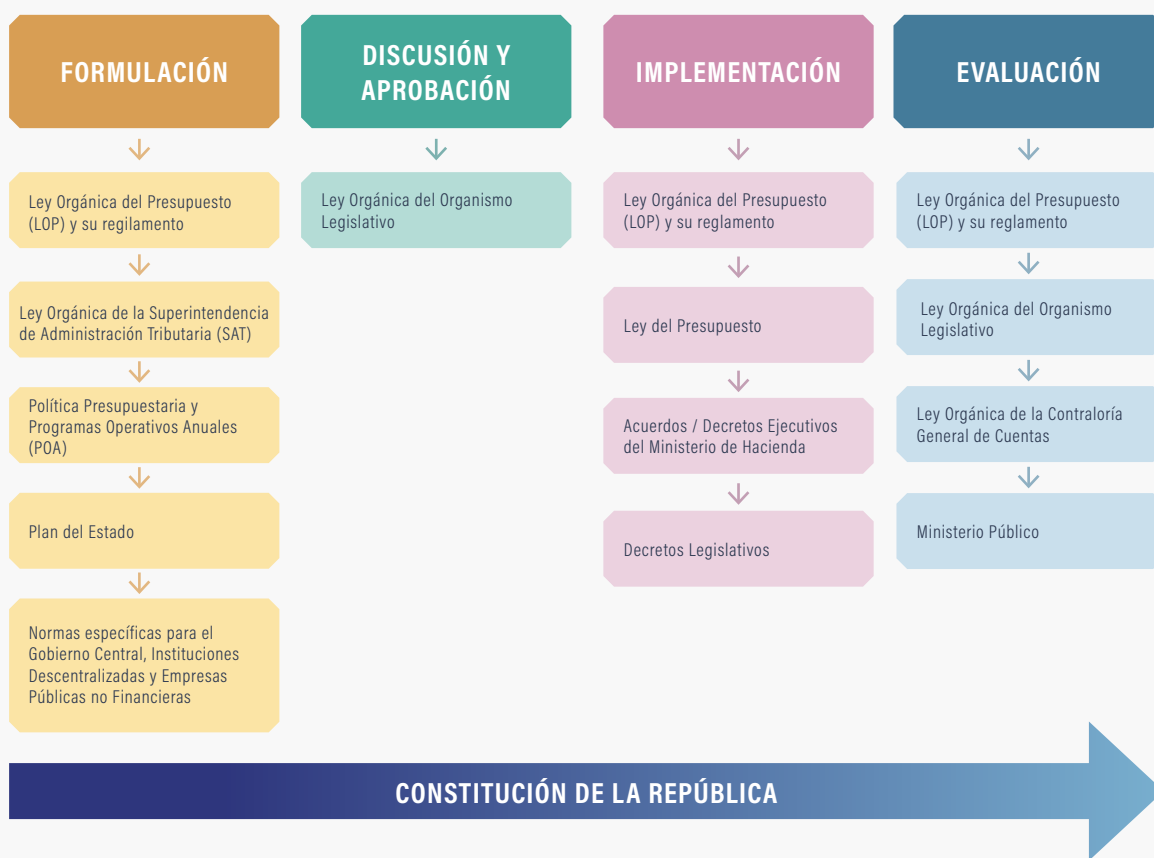 FORMULACIÓN
Ley Orgánica del Presupuesto
(LOP) y su regilamento
Ley Orgánica de la Superintendencia
de Administración Tributaria (SAT)
Política Presupuestaria y
Programas Operativos Anuales
(POA)
Plan del Estado
Normas específicas para el
Gobierno Central, Instituciones
Descentralizadas y Empresas
Públicas no Financieras
DISCUSIÓN Y
APROBACIÓN
Ley Orgánica del Organismo
Legislativo
IMPLEMENTACIÓN
Ley Orgánica del Presupuesto
(LOP) y su reglamento
Ley del Presupuesto
Acuerdos / Decretos Ejecutivos
del Ministerio de Hacienda
Decretos Legislativos
EVALUACIÓN
Ley Orgánica del Presupuesto
(LOP) y su reglamento
Ley Orgánica del Organismo
Legislativo
Ley Orgánica de la Contraloría
General de Cuentas
Ministerio Público
CONSTITUCIÓN DE LA REPÚBLICA